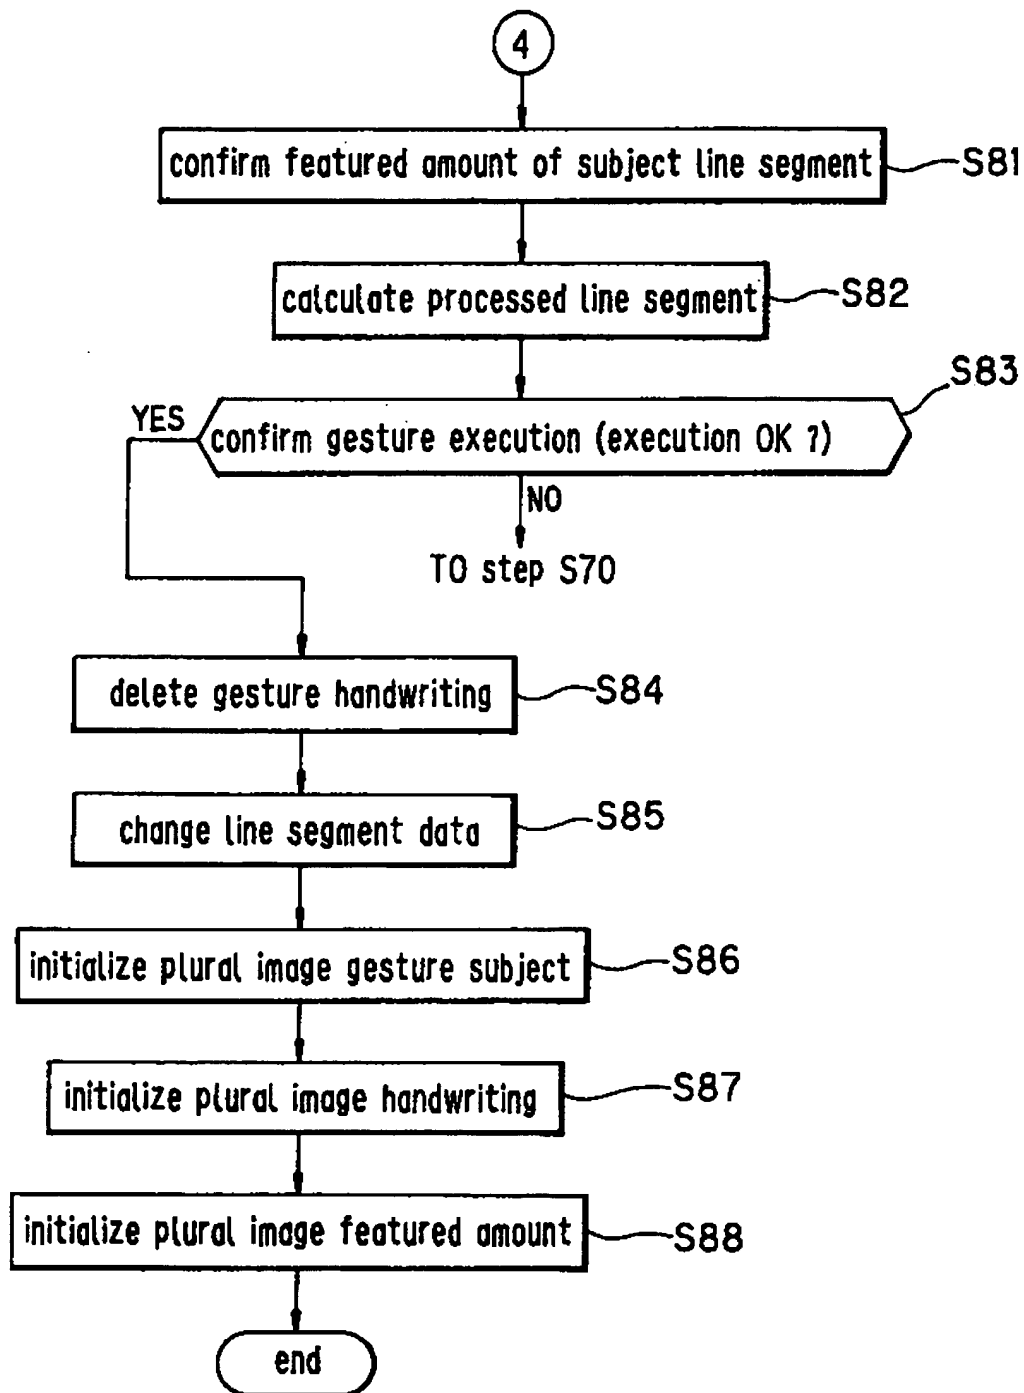 4
confirm featured amount of subject line segment
S81
calculate processed line segment
S82
S83
YES
confirm gesture execution (execution OK ?)
NO
TO step S70
delete gesture handwriting
S84
change line segment data
S85
initialize plural image gesture subject
S86
initialize plural image handwriting
S87
initialize plural image featured amount
S88
end